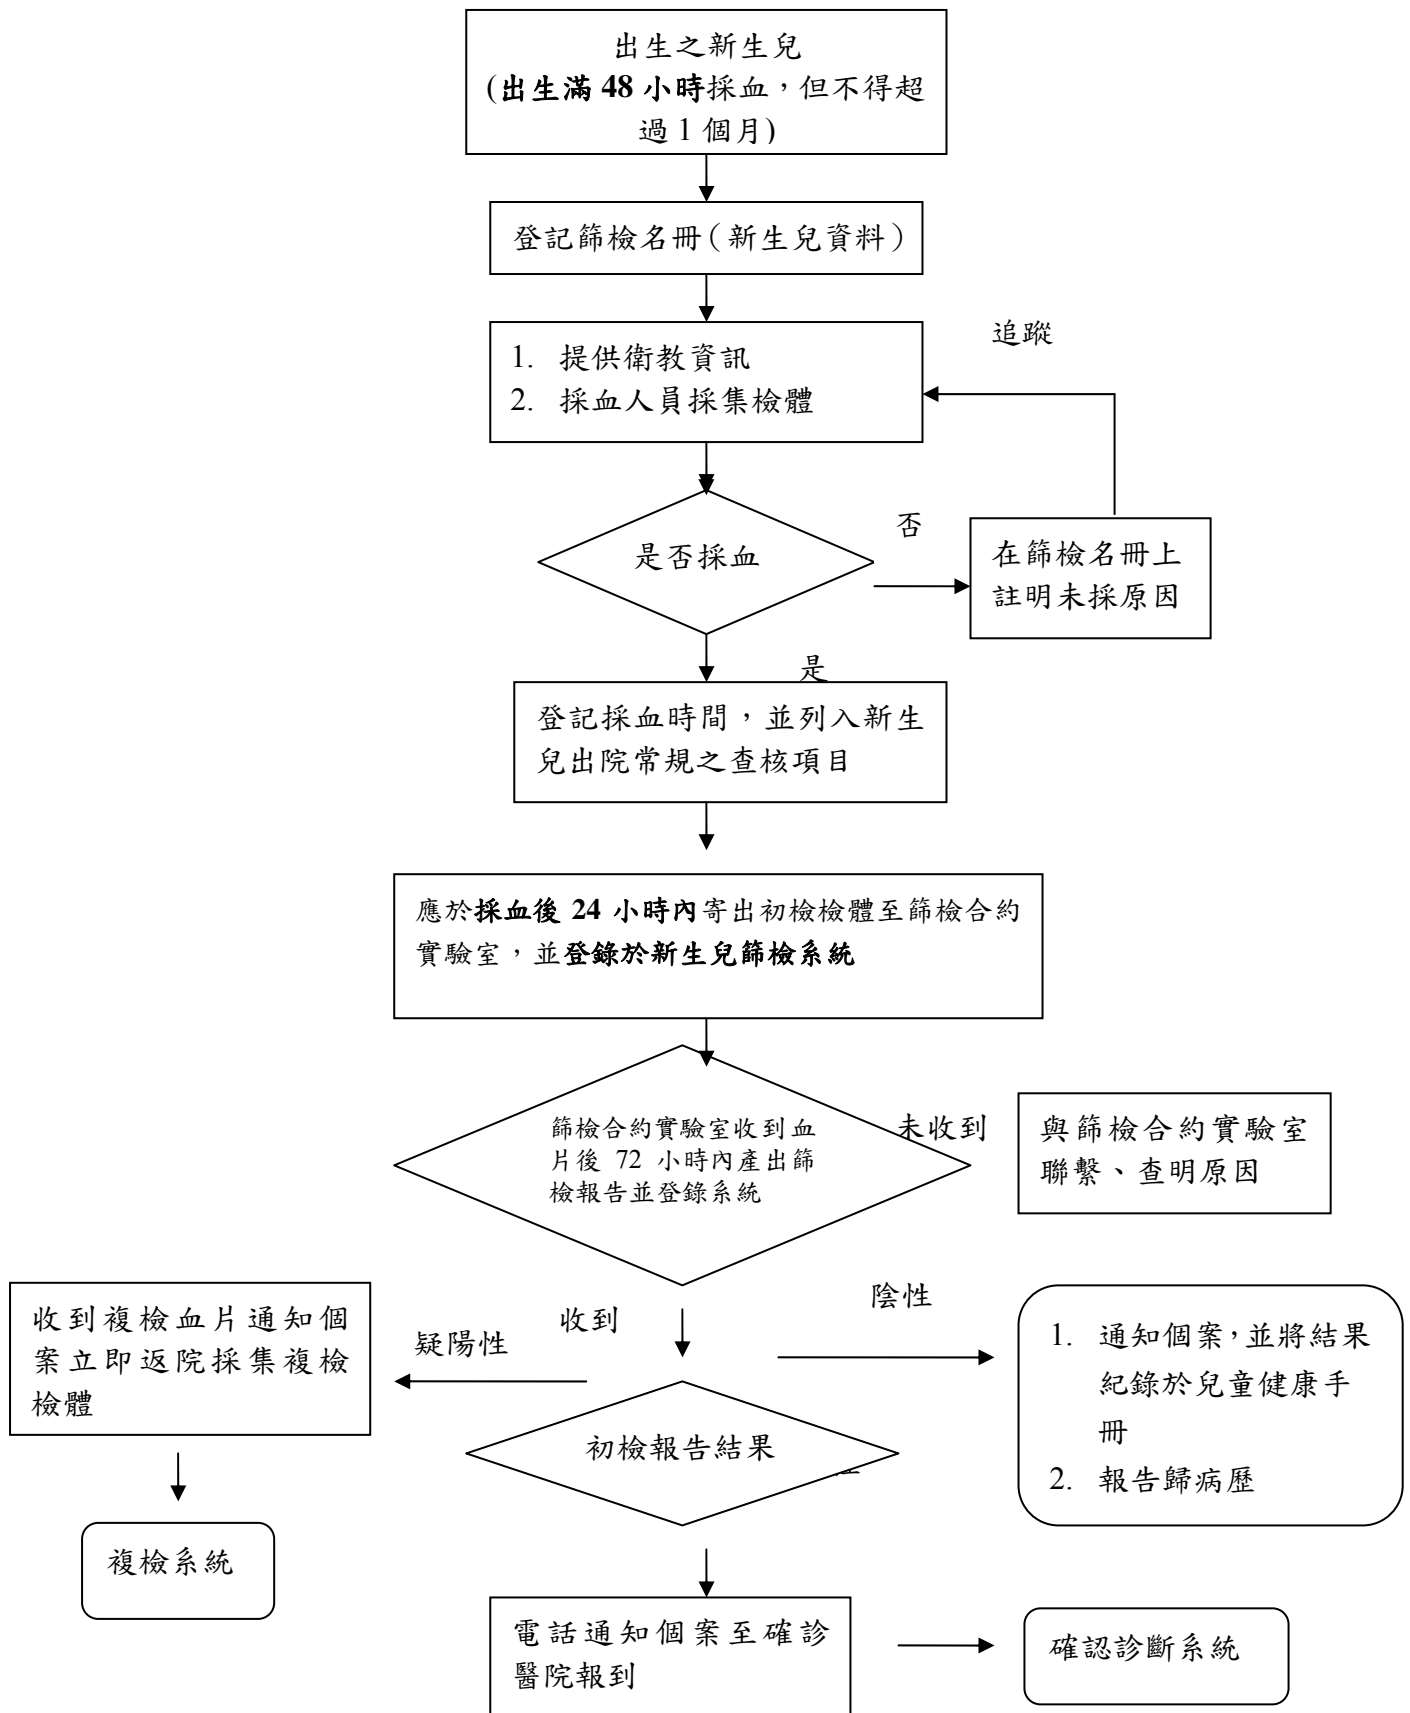 出生之新生兒
(出生滿 48 小時採血，但不得超
過 1 個月)
登記篩檢名冊（新生兒資料）
追蹤
1. 提供衛教資訊
2. 採血人員採集檢體
否
是否採血
在篩檢名冊上
註明未採原因
是
登記採血時間，並列入新生
兒出院常規之查核項目
應於採血後 24 小時內寄出初檢檢體至篩檢合約
實驗室，並登錄於新生兒篩檢系統
篩檢合約實驗室收到血
片後 72 小時內產出篩
檢報告並登錄系統
未收到
與篩檢合約實驗室
聯繫、查明原因
收到
陰性
疑陽性
收到複檢血片通知個
案立即返院採集複檢
檢體
1. 通知個案，並將結果
紀錄於兒童健康手
冊
2. 報告歸病歷
初檢報告結果
複檢系統
電話通知個案至確診
醫院報到
確認診斷系統